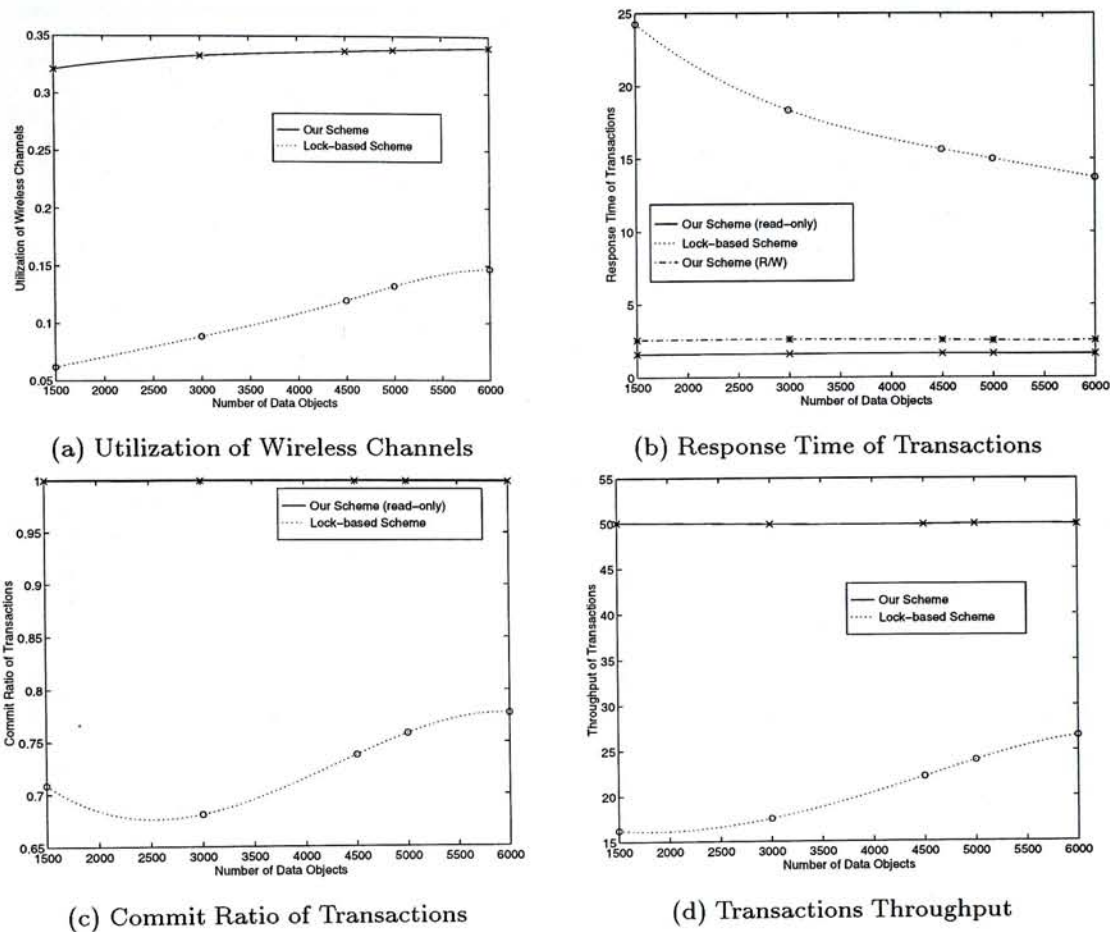 0.35
0.3
0.25
0.2
0.15
0.1
0.05
Utilization of Wireless Channels
Our Scheme
Lock-based Scheme
1500 2000 2500 3000 3500 4000 4500 5000 5500 6000
Number of Data Objects
(a) Utilization of Wireless Channels
25
20
15
10
5
0
Response Time of Transactions
Our Scheme (read-only)
Lock-based Scheme
Our Scheme (R/W)
1500 2000 2500 3000 3500 4000 4500 5000 5500 6000
Number of Data Objects
(b) Response Time of Transactions
1
0.95
0.9
0.85
0.8
0.75
0.7
0.65
Commit Ratio of Transactions
Our Scheme (read-only)
Lock-based Scheme
1500 2000 2500 3000 3500 4000 4500 5000 5500 6000
Number of Data Objects
(c) Commit Ratio of Transactions
55
50
45
40
35
30
25
20
15
Throughput of Transactions
Our Scheme
Lock-based Scheme
1500 2000 2500 3000 3500 4000 4500 5000 5500 6000
Number of Data Objects
(d) Transactions Throughput